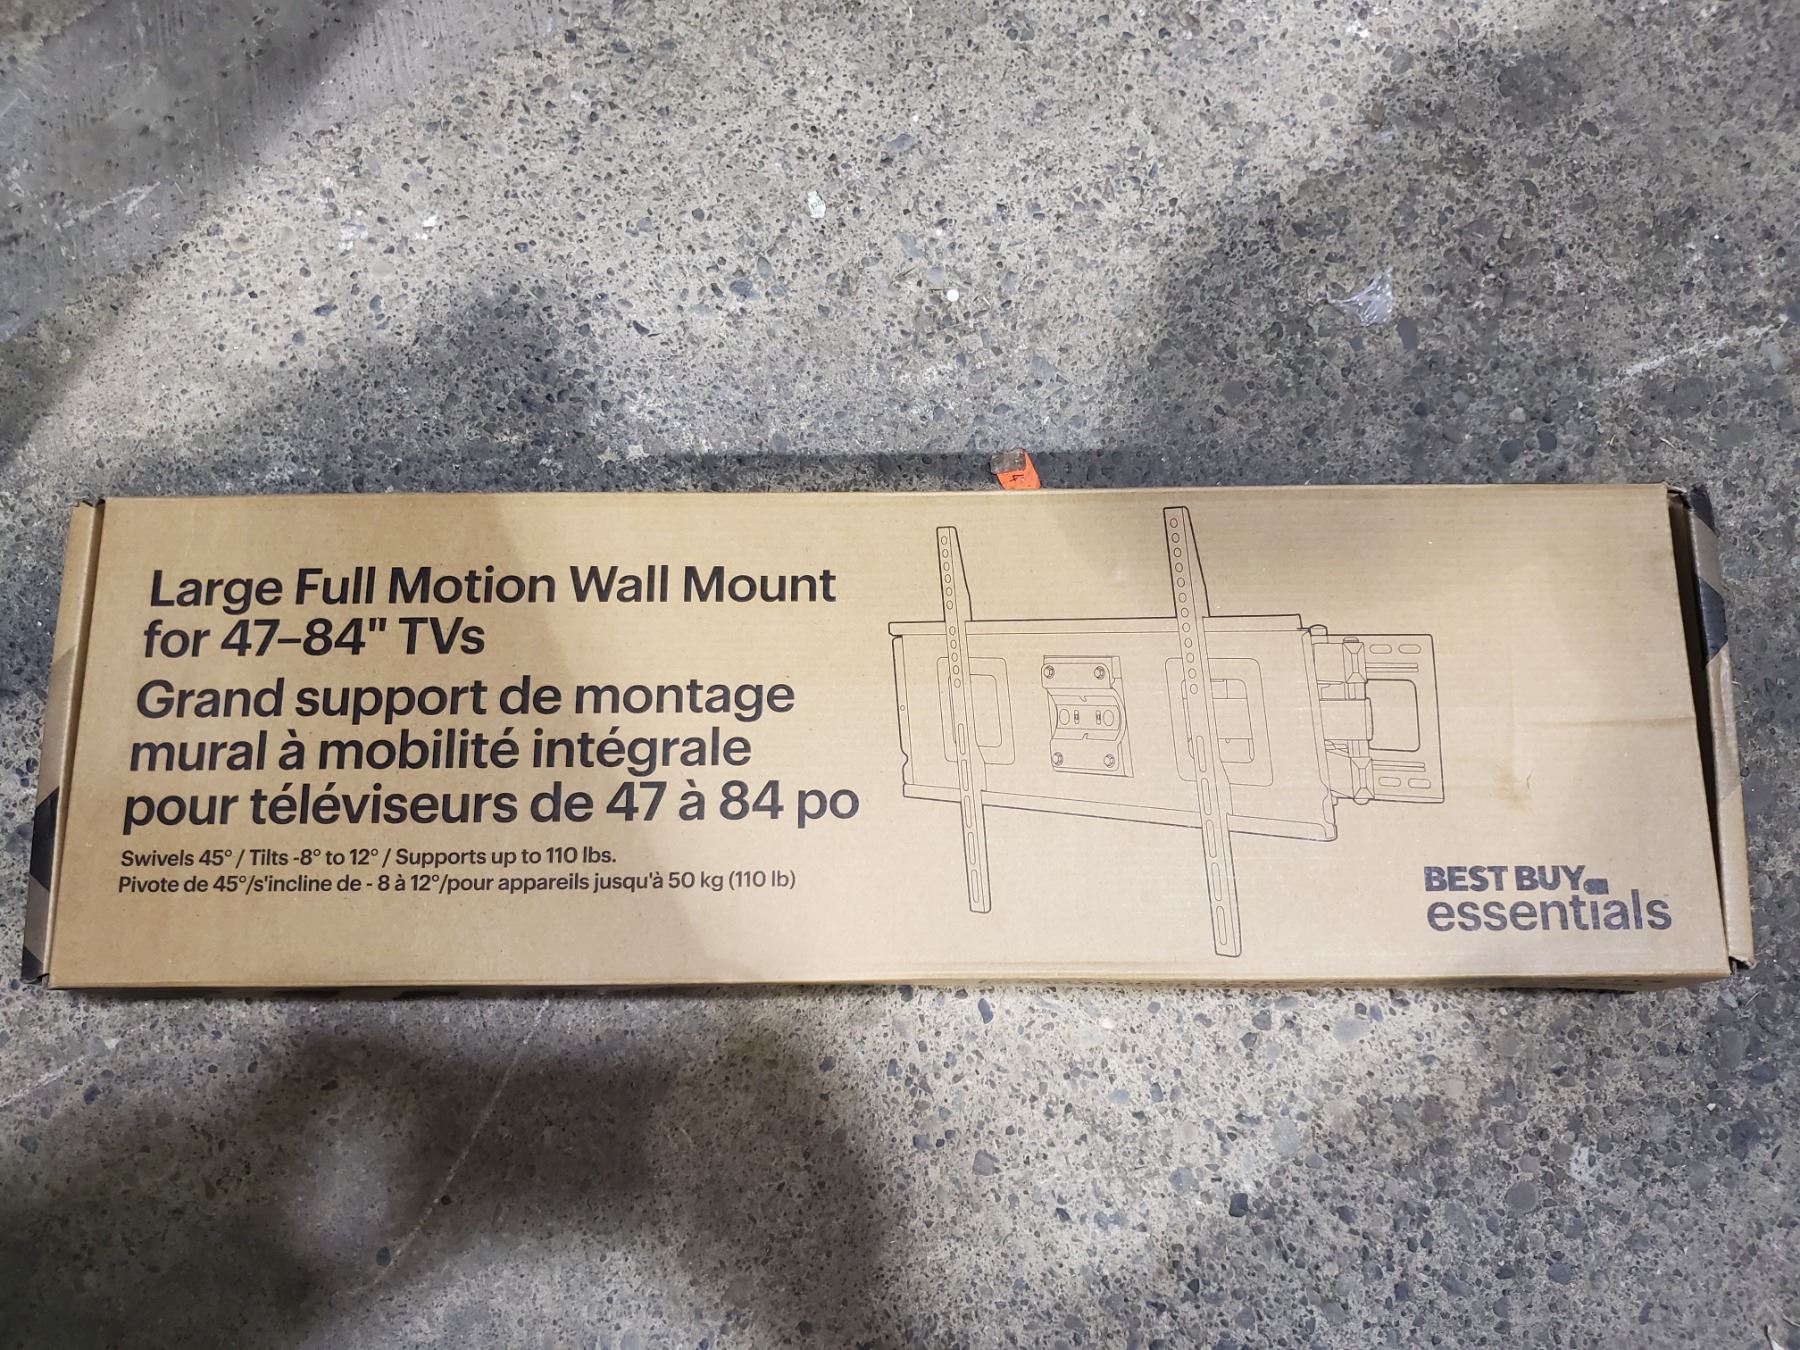 Large Full Motion Wall Mount
for 47–84" TVs
Grand support de montage
mural à mobilité intégrale
pour téléviseurs de 47 à 84 po
Swivels 45° / Tilts -8° to 12° / Supports up to 110 lbs.
Pivote de 45°/s'incline de - 8 à 12°/pour appareils jusqu'à 50 kg (110 lb)
BEST BUY
essentials